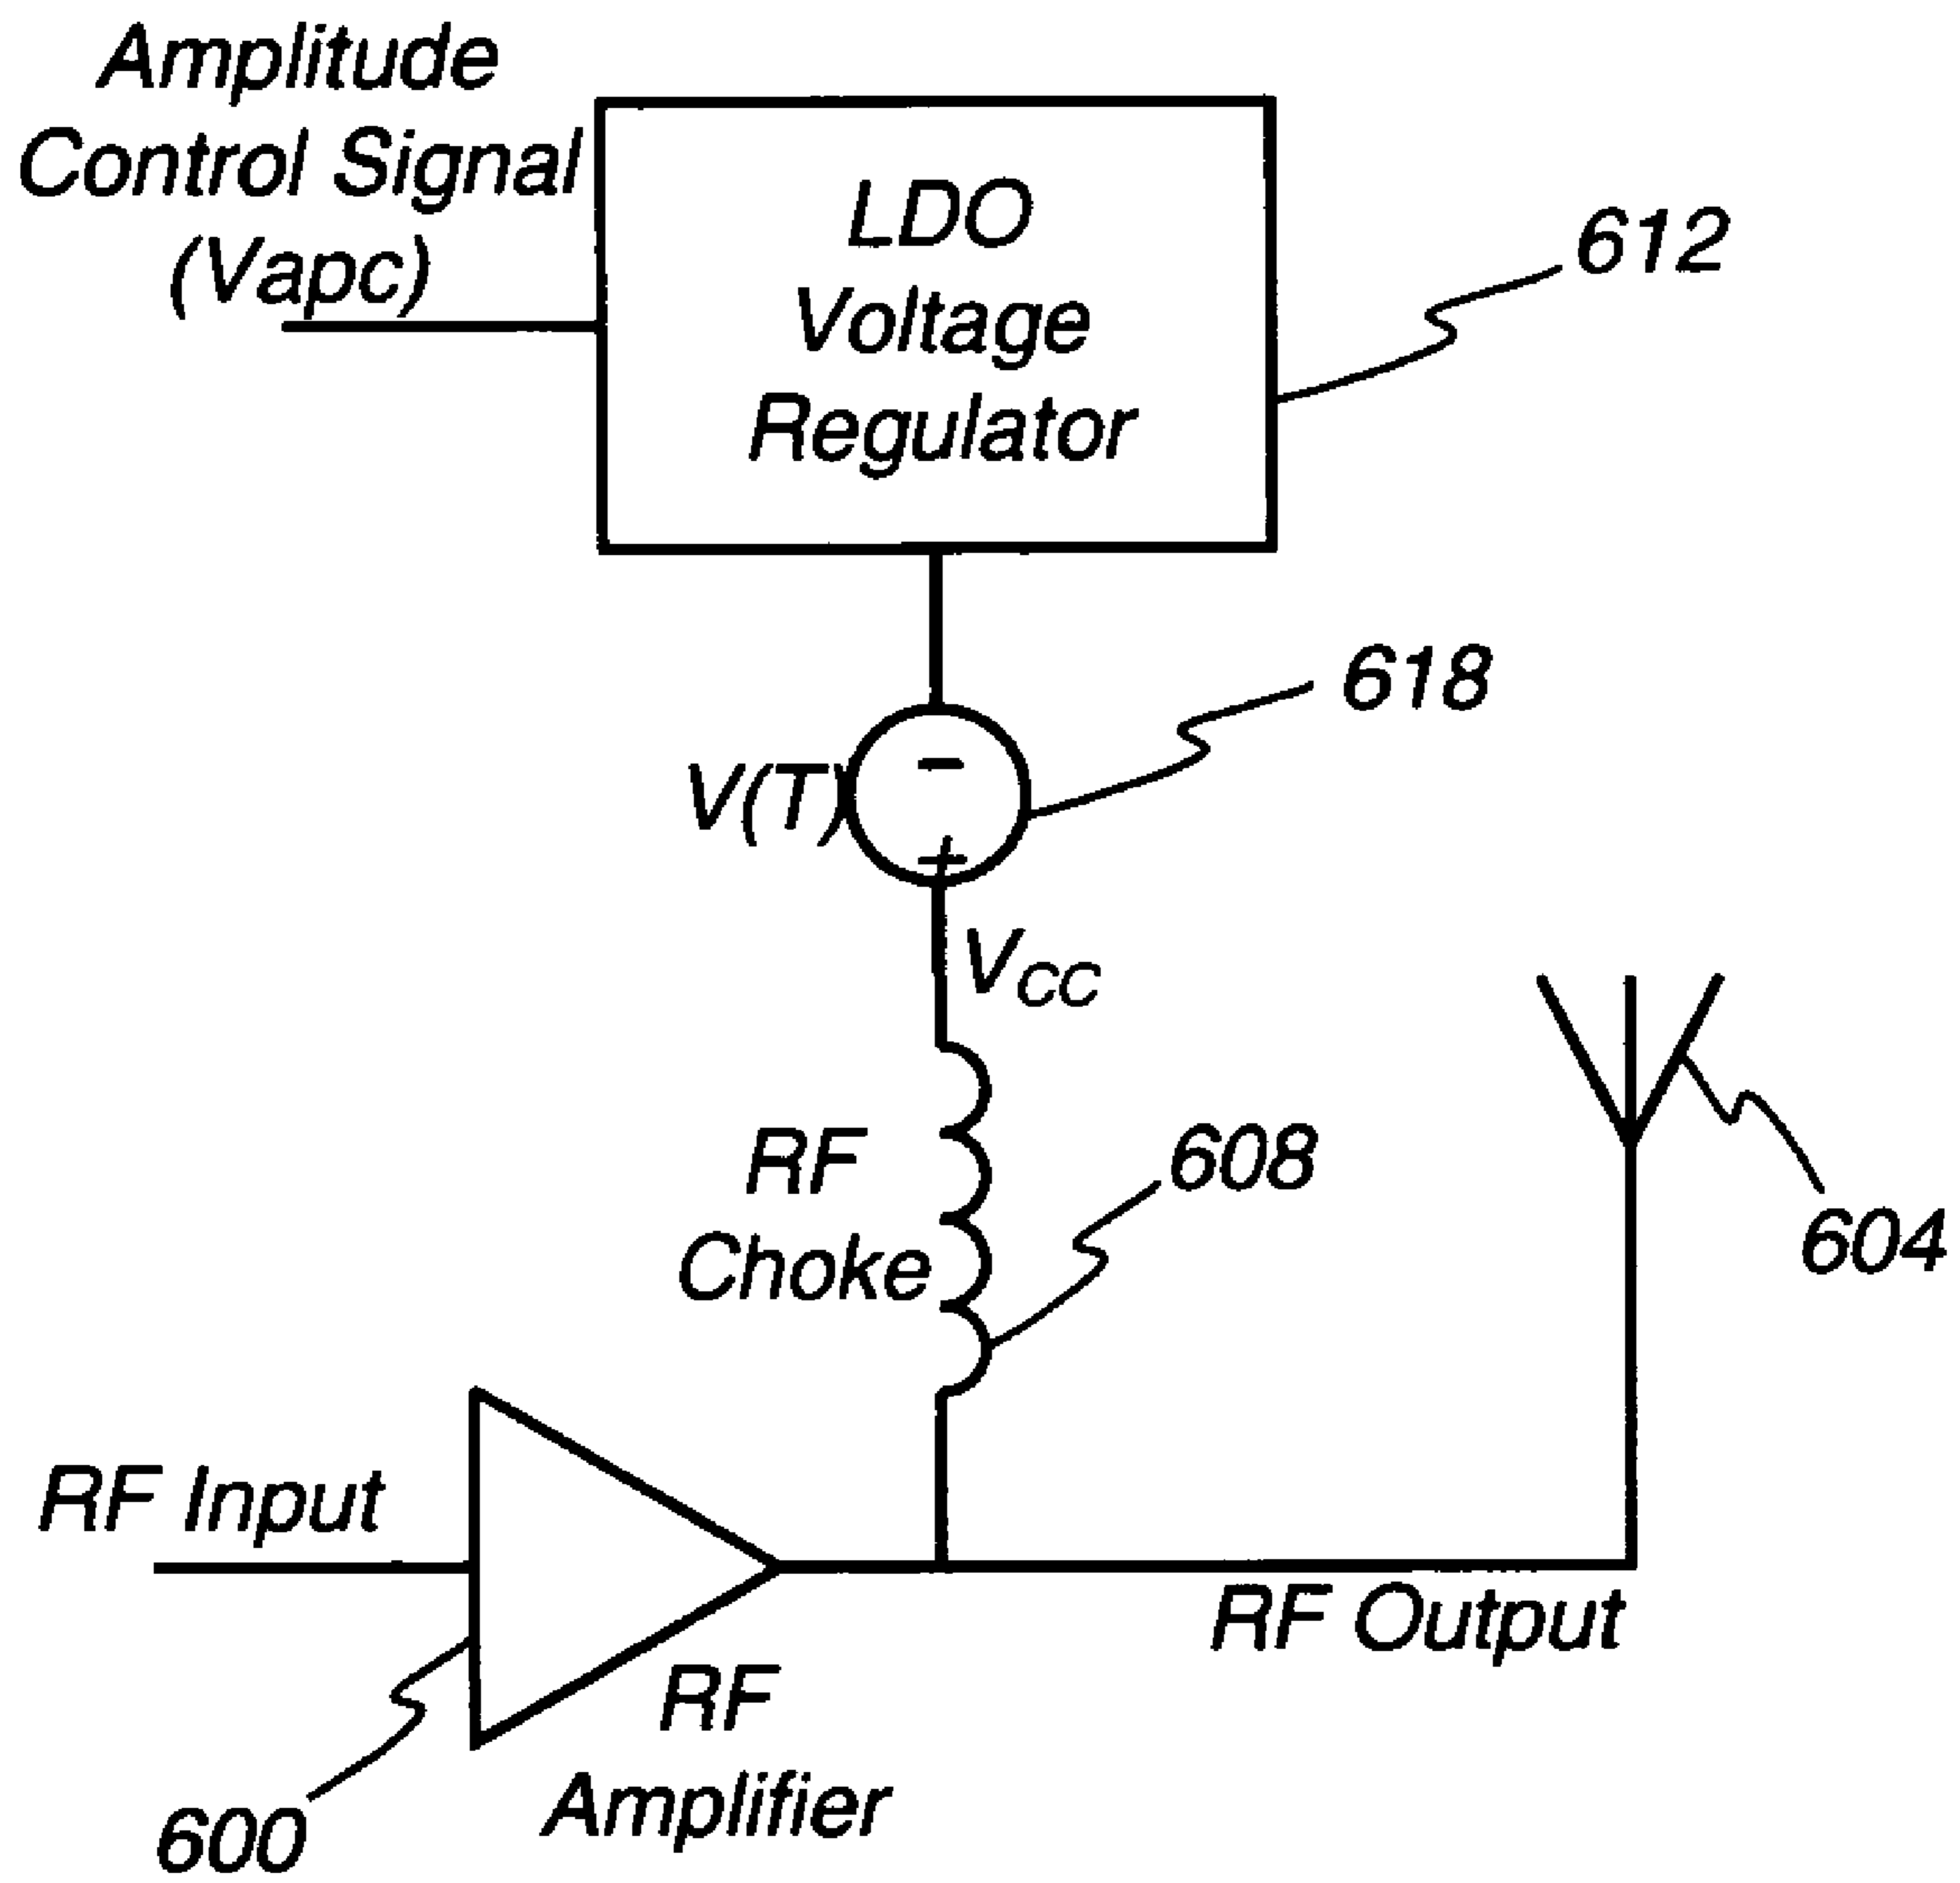 Amplitude
Control Signal
(Vapc)
LDO
Voltage
Regulator
612
618
V(T)
-
+
VCC
RF
Choke
608
604
RF Input
RF Output
RF
Amplifier
600